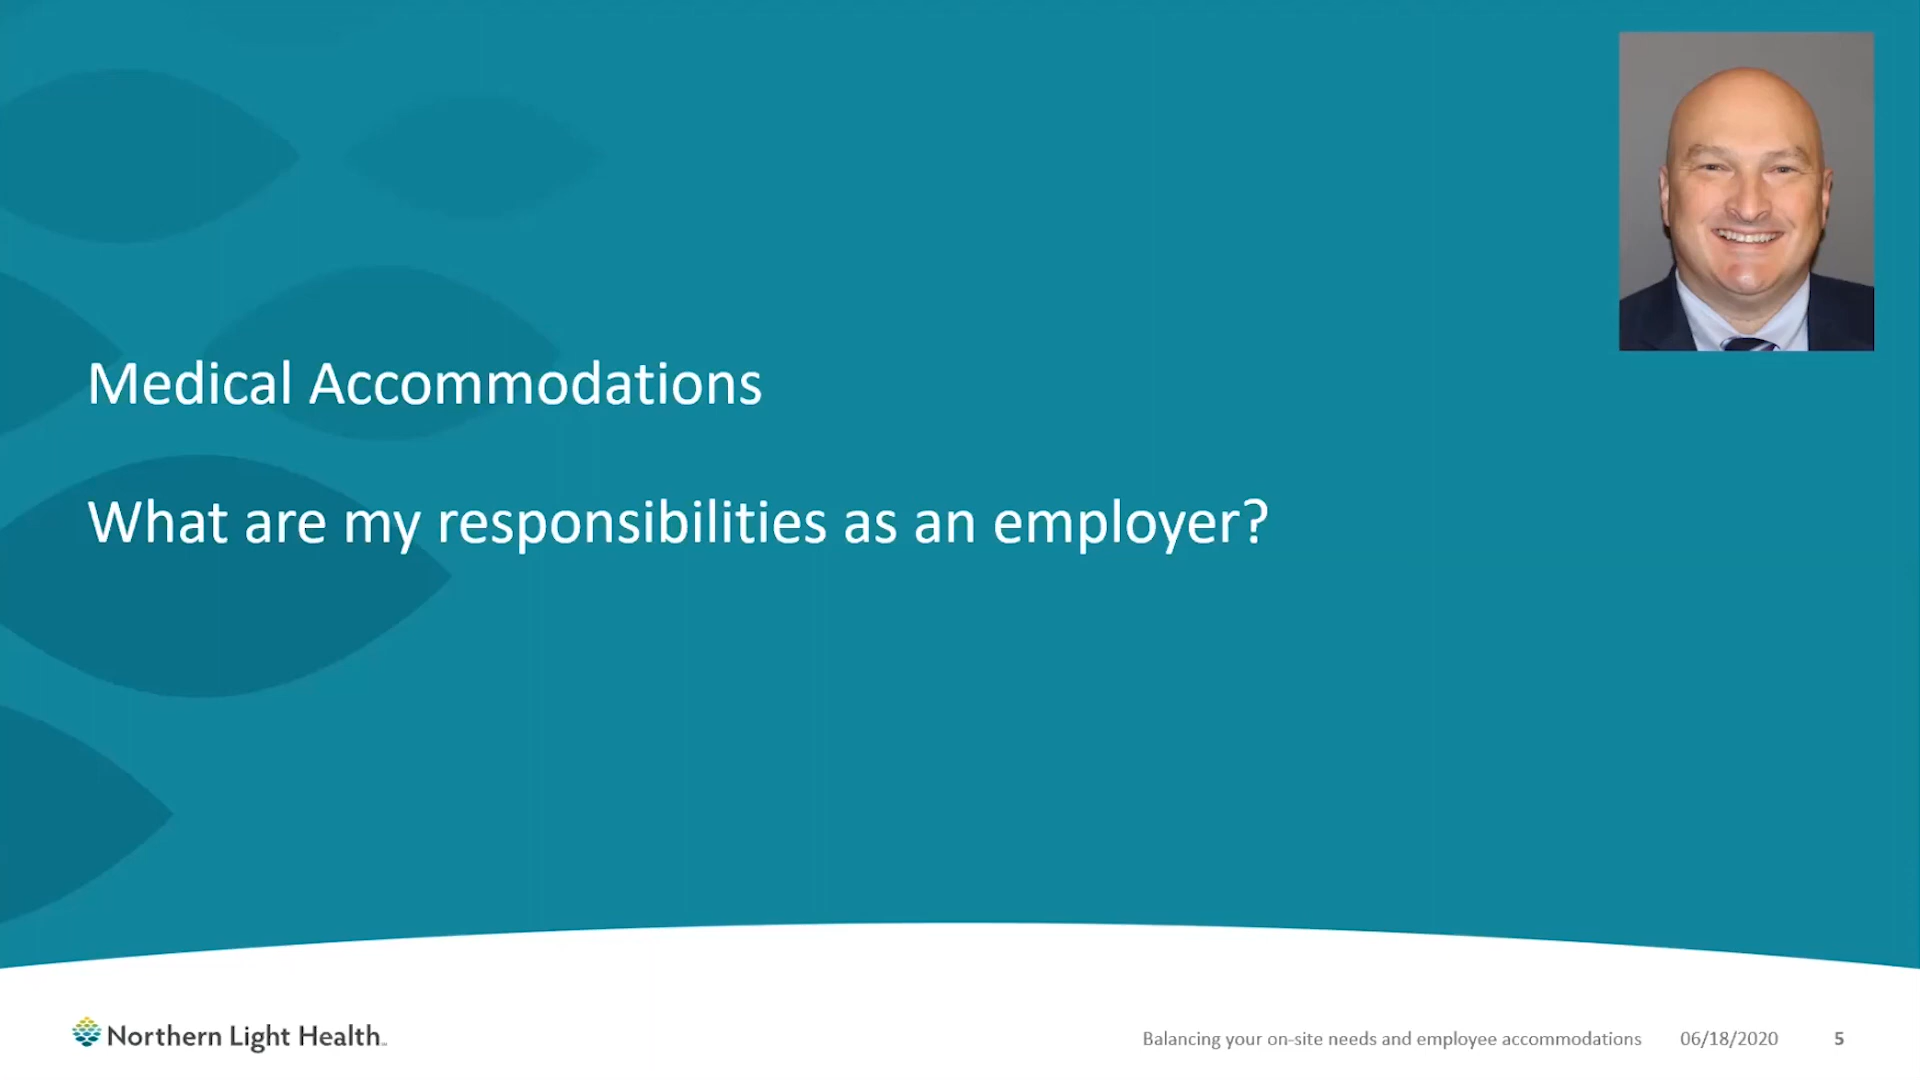 Medical Accommodations
What are my responsibilities as an employer?
Northern Light Health
Balancing your on-site needs and employee accommodations 06/18/2020 5